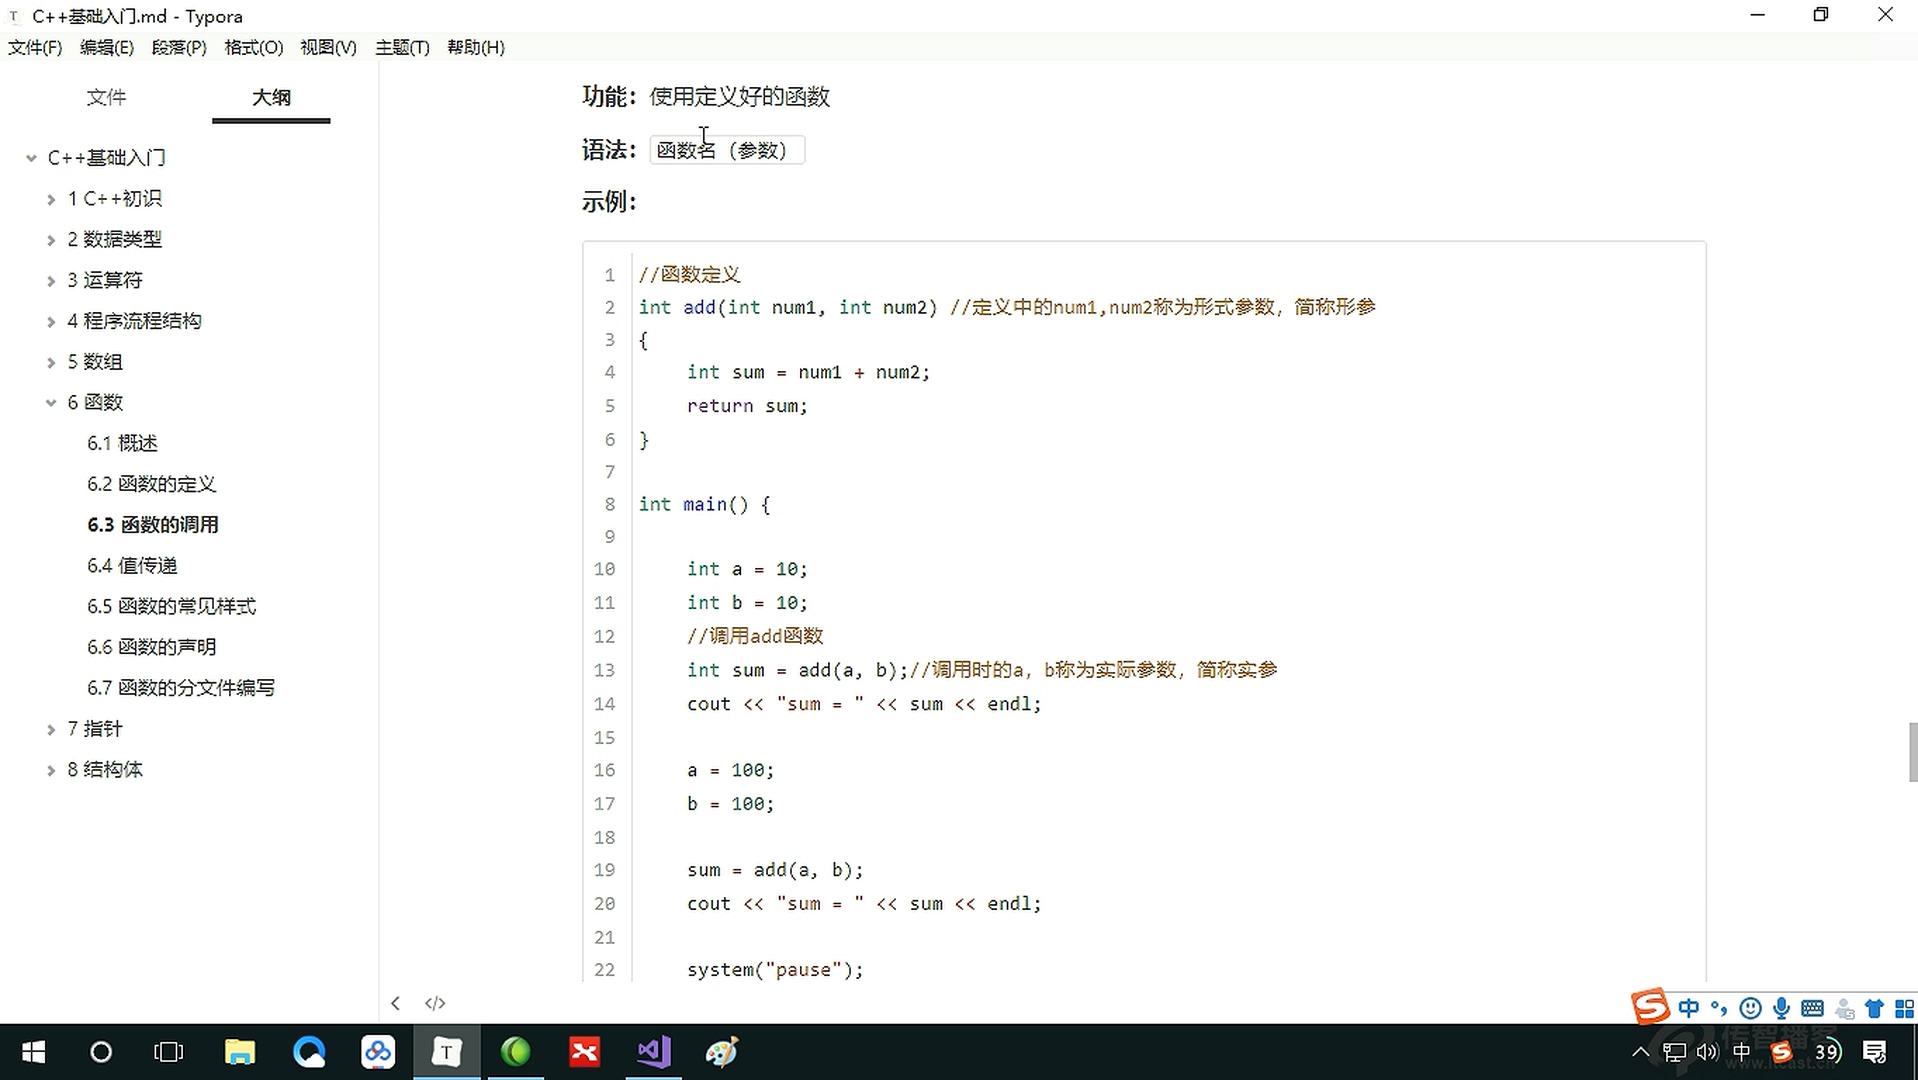 C++基础入门.md - Typora
文件(F) 编辑(E) 段落(P) 格式(O) 视图(V) 主题(T) 帮助(H)
文件 大纲
C++基础入门
1 C++初识
2 数据类型
3 运算符
4 程序流程结构
5 数组
6 函数
6.1 概述
6.2 函数的定义
6.3 函数的调用
6.4 值传递
6.5 函数的常见样式
6.6 函数的声明
6.7 函数的分文件编写
7 指针
8 结构体
功能：使用定义好的函数
语法：函数名（参数）
示例：
1 //函数定义
2 int add(int num1, int num2) //定义中的num1,num2称为形式参数，简称形参
3 {
4 int sum = num1 + num2;
5 return sum;
6 }
7
8 int main() {
9
10 int a = 10;
11 int b = 10;
12 //调用add函数
13 int sum = add(a, b);//调用时的a，b称为实际参数，简称实参
14 cout << "sum = " << sum << endl;
15
16 a = 100;
17 b = 100;
18
19 sum = add(a, b);
20 cout << "sum = " << sum << endl;
21
22 system("pause");
</>
中
中 39
传智播客
www.itcast.cn